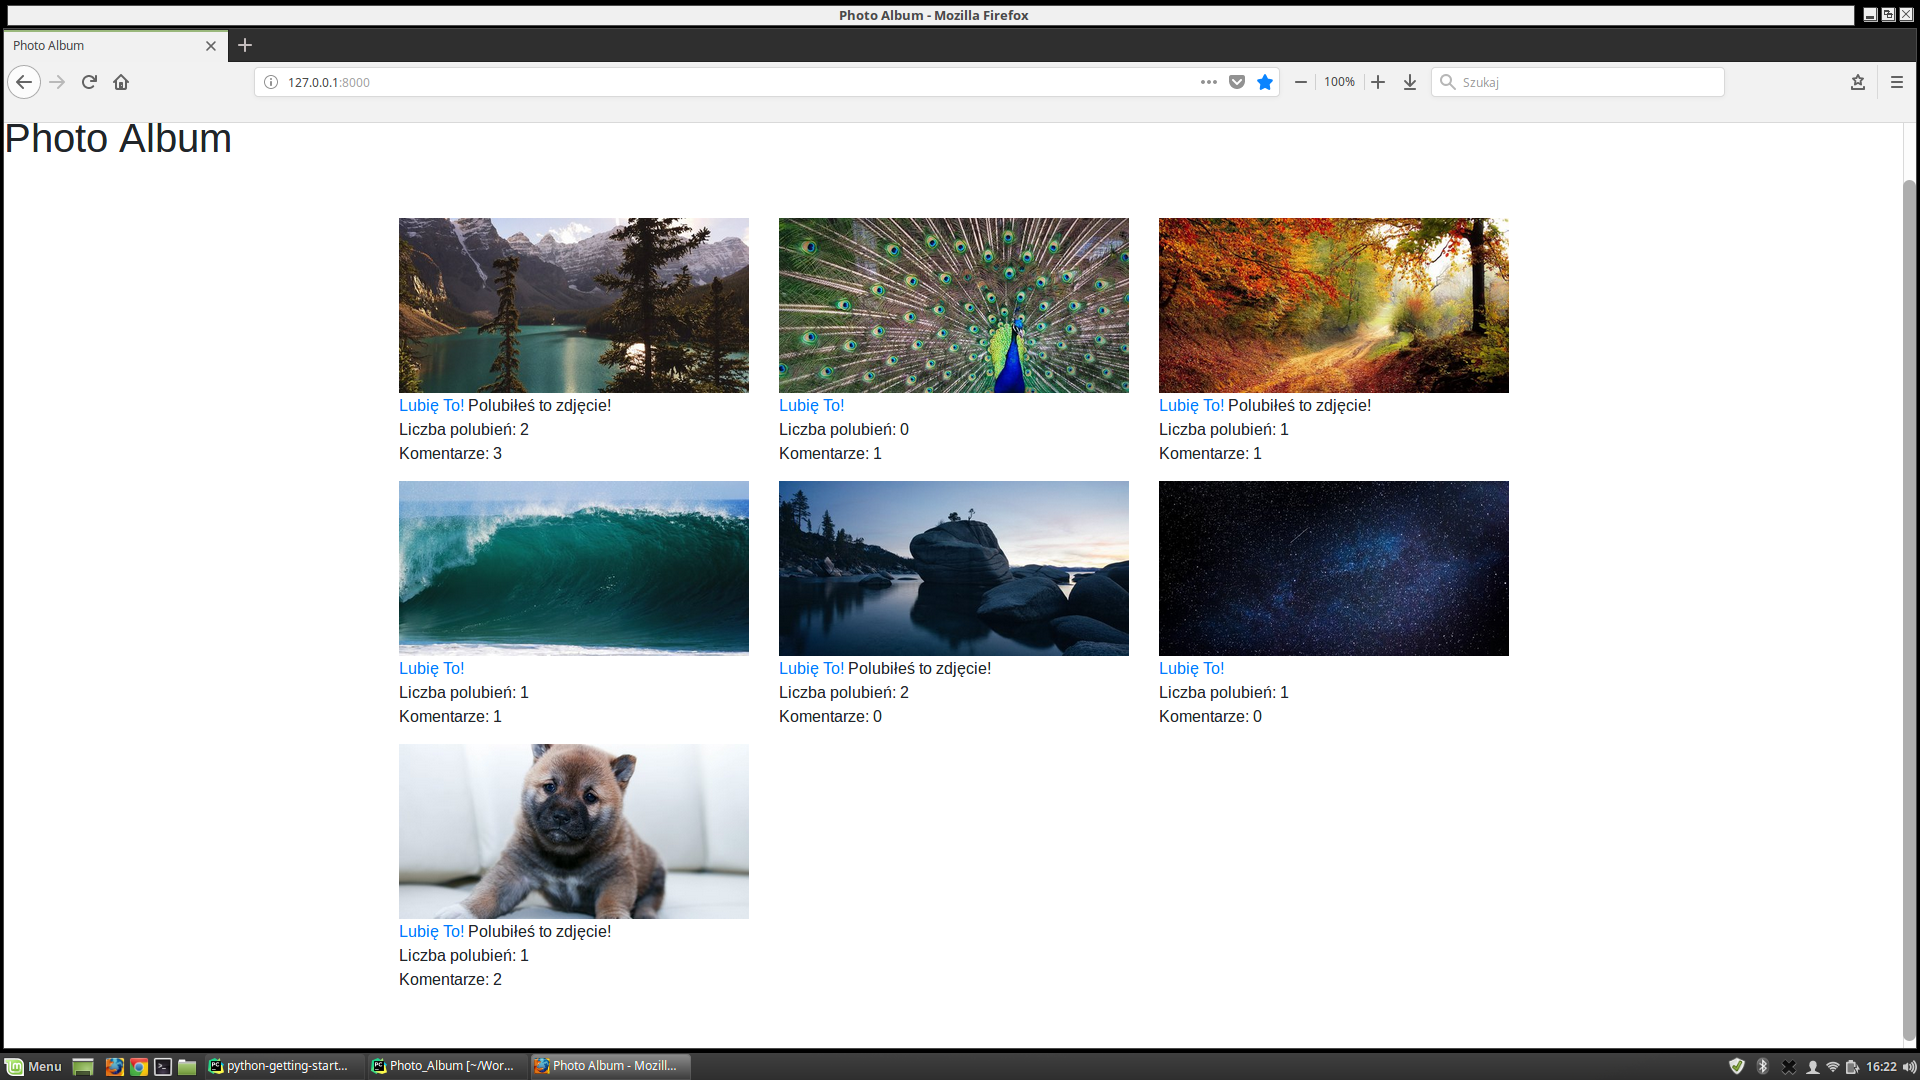 Photo Album - Mozilla Firefox
Photo Album
127.0.0.1:8000
100%
Szukaj
Photo Album
Lubię To! Polubiłeś to zdjęcie!
Liczba polubień: 2
Komentarze: 3
Lubię To!
Liczba polubień: 0
Komentarze: 1
Lubię To! Polubiłeś to zdjęcie!
Liczba polubień: 1
Komentarze: 1
Lubię To!
Liczba polubień: 1
Komentarze: 1
Lubię To! Polubiłeś to zdjęcie!
Liczba polubień: 2
Komentarze: 0
Lubię To!
Liczba polubień: 1
Komentarze: 0
Lubię To! Polubiłeś to zdjęcie!
Liczba polubień: 1
Komentarze: 2
Menu
python-getting-start...
Photo_Album [~/Wor...
Photo Album - Mozill...
16:22